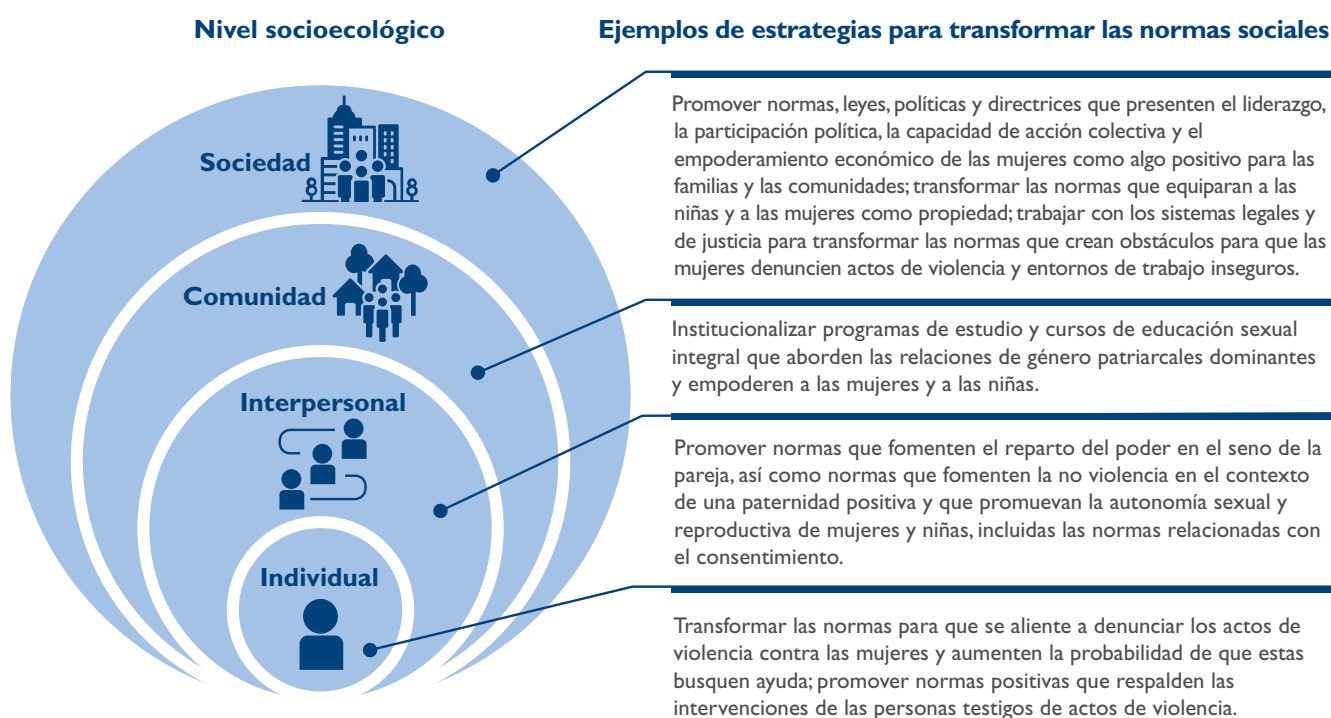 Nivel socioecológico
Ejemplos de estrategias para transformar las normas sociales
Sociedad
Promover normas, leyes, políticas y directrices que presenten el liderazgo,
la participación política, la capacidad de acción colectiva y el
empoderamiento económico de las mujeres como algo positivo para las
familias y las comunidades; transformar las normas que equiparan a las
niñas y a las mujeres como propiedad; trabajar con los sistemas legales y
de justicia para transformar las normas que crean obstáculos para que las
mujeres denuncien actos de violencia y entornos de trabajo inseguros.
Comunidad
Institucionalizar programas de estudio y cursos de educación sexual
integral que aborden las relaciones de género patriarcales dominantes
y empoderen a las mujeres y a las niñas.
Interpersonal
Promover normas que fomenten el reparto del poder en el seno de la
pareja, así como normas que fomenten la no violencia en el contexto
de una paternidad positiva y que promuevan la autonomía sexual y
reproductiva de mujeres y niñas, incluidas las normas relacionadas con
el consentimiento.
Individual
Transformar las normas para que se aliente a denunciar los actos de
violencia contra las mujeres y aumenten la probabilidad de que estas
busquen ayuda; promover normas positivas que respalden las
intervenciones de las personas testigos de actos de violencia.